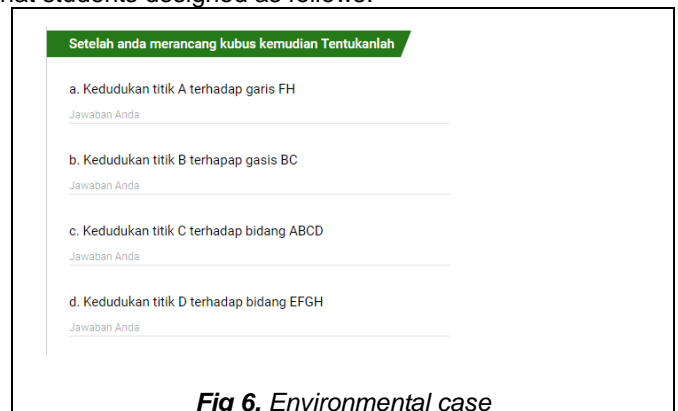 hat students designed as follows:
Setelah anda merancang kubus kemudian Tentukanlah
a. Kedudukan titik A terhadap garis FH
Jawaban Anda
b. Kedudukan titik B terhapap gasis BC
Jawaban Anda
c. Kedudukan titik C terhadap bidang ABCD
Jawaban Anda
d. Kedudukan titik D terhadap bidang EFGH
Jawaban Anda
Fig 6. Environmental case